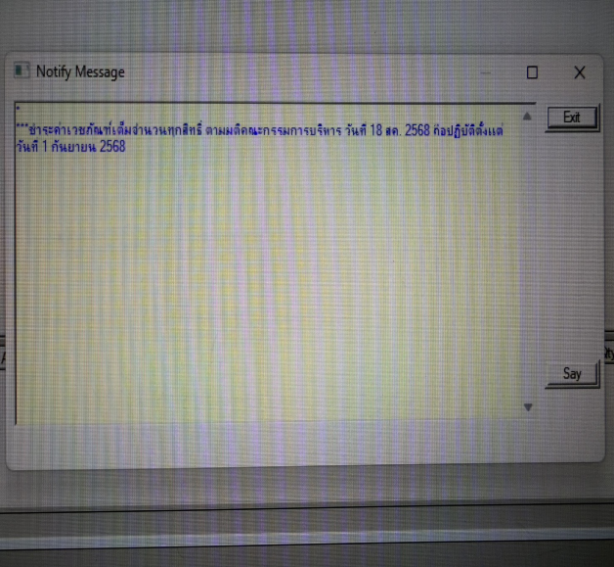 Notify Message
***ชำระค่าเวชภัณฑ์เต็มจำนวนทุกสิทธิ์ ตามมติคณะกรรมการบริหาร วันที่ 18 สค. 2568 ถือปฏิบัติตั้งแต่
วันที่ 1 กันยายน 2568
Exit
Say